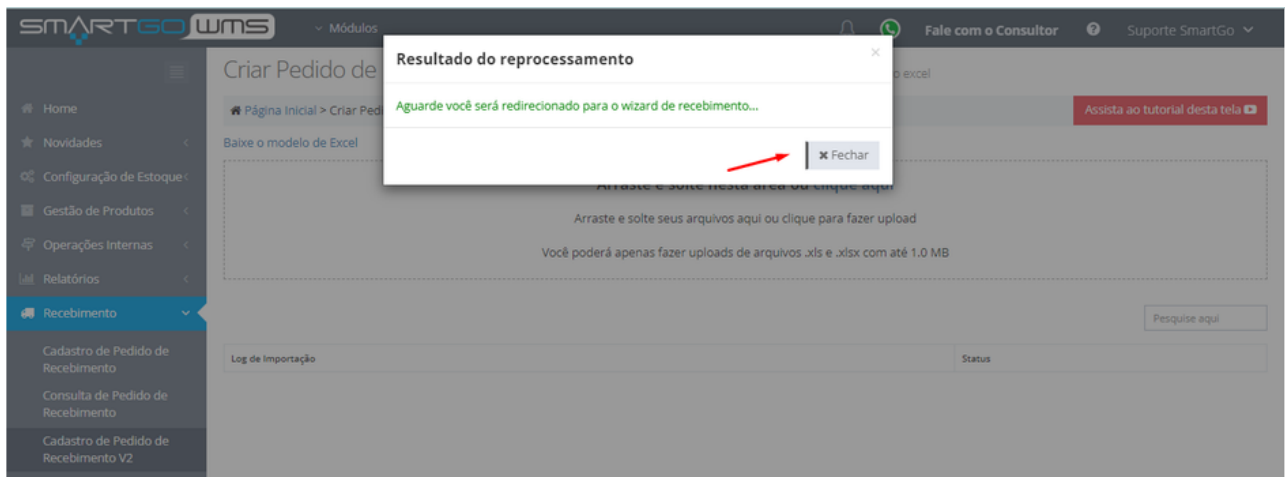 SMARTGO WMS
Módulos
Fale com o Consultor
Suporte SmartGo
Criar Pedido de
o excel
Resultado do reprocessamento
Aguarde você será redirecionado para o wizard de recebimento...
Fechar
Página Inicial > Criar Pedi
Assista ao tutorial desta tela
Baixe o modelo de Excel
Arraste e solte nesta área ou clique aqui
Arraste e solte seus arquivos aqui ou clique para fazer upload
Você poderá apenas fazer uploads de arquivos .xls e .xlsx com até 1.0 MB
Pesquise aqui
Log de Importação
Status
Home
Novidades
Configuração de Estoque
Gestão de Produtos
Operações Internas
Relatórios
Recebimento
Cadastro de Pedido de
Recebimento
Consulta de Pedido de
Recebimento
Cadastro de Pedido de
Recebimento V2